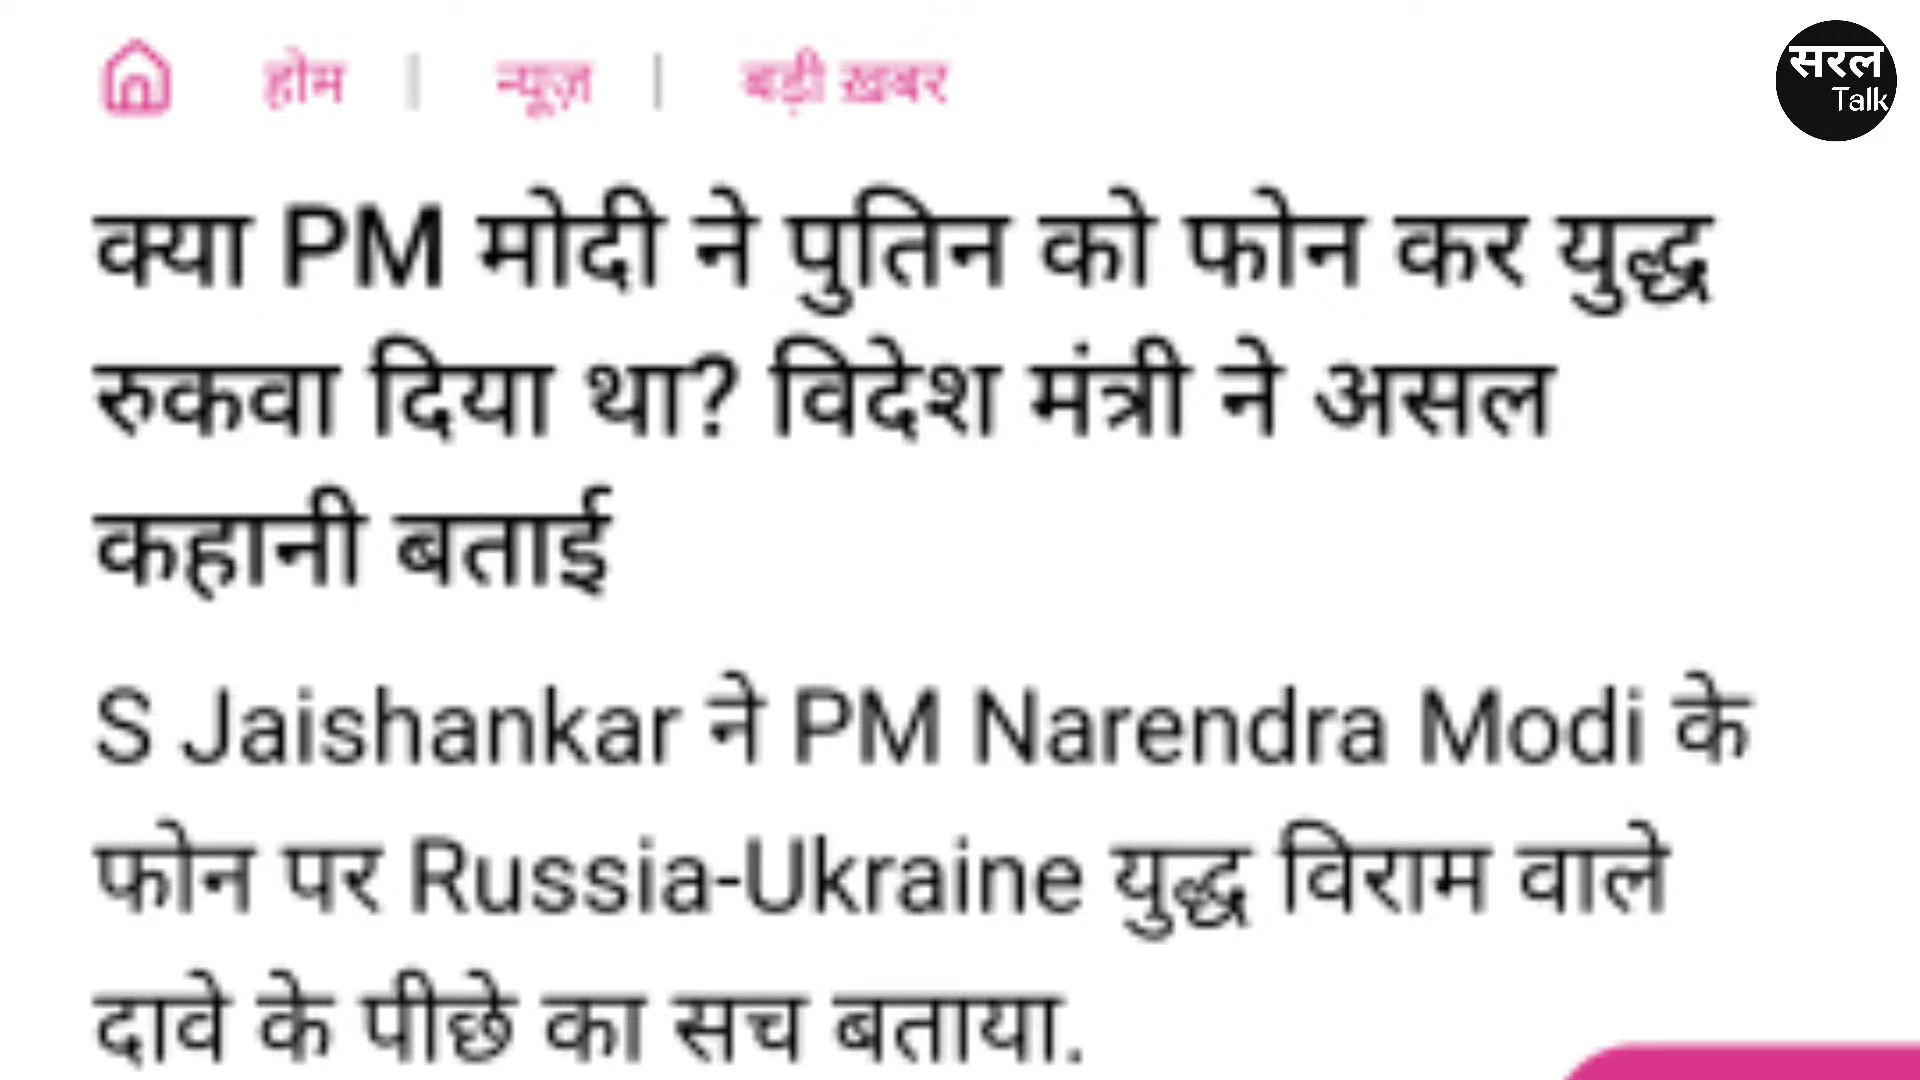 होम | न्यूज़ | बड़ी ख़बर
सरल
Talk
क्या PM मोदी ने पुतिन को फोन कर युद्ध
रुकवा दिया था? विदेश मंत्री ने असल
कहानी बताई
S Jaishankar ने PM Narendra Modi के
फोन पर Russia-Ukraine युद्ध विराम वाले
दावे के पीछे का सच बताया.